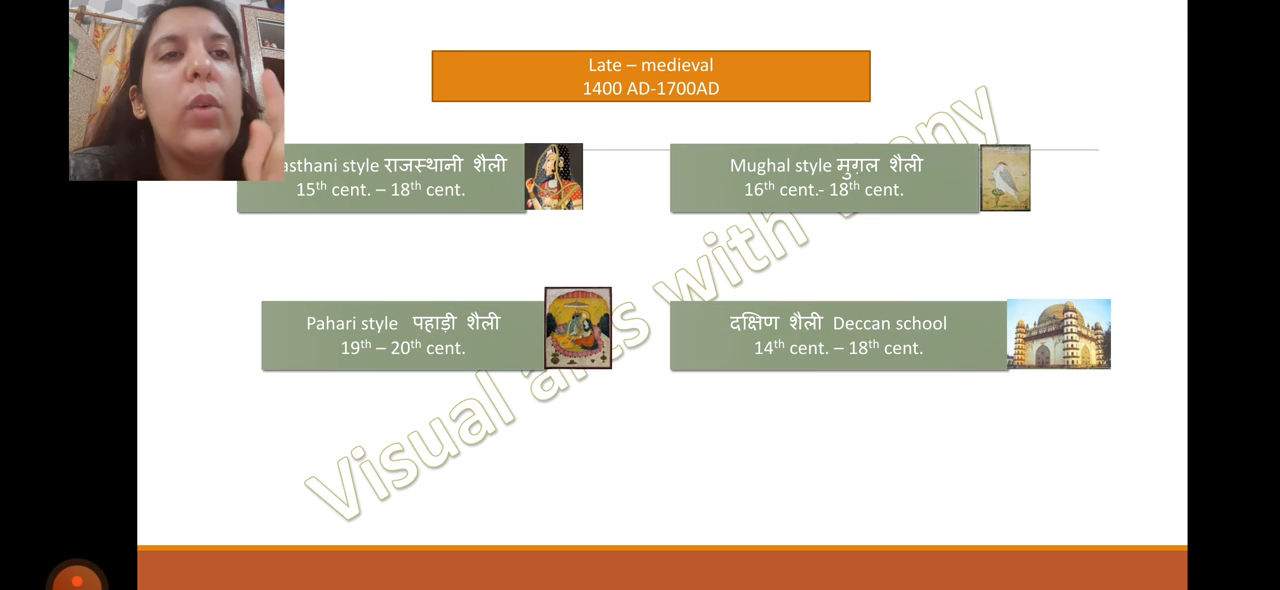 Late – medieval
1400 AD-1700AD
asthani style राजस्थानी शैली
15th cent. – 18th cent.
Mughal style मुग़ल शैली
16th cent.- 18th cent.
Pahari style पहाड़ी शैली
19th – 20th cent.
दक्षिण शैली Deccan school
14th cent. – 18th cent.
Visual arts with